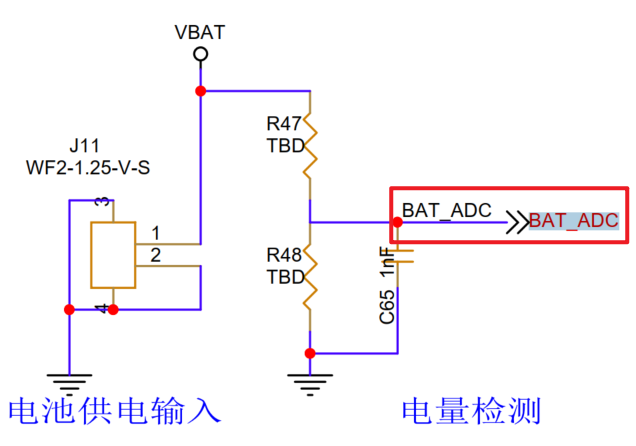 VBAT
J11
WF2-1.25-V-S
3
1
2
4
R47
TBD
R48
TBD
BAT_ADC
BAT_ADC
C65 1nF
电池供电输入
电量检测